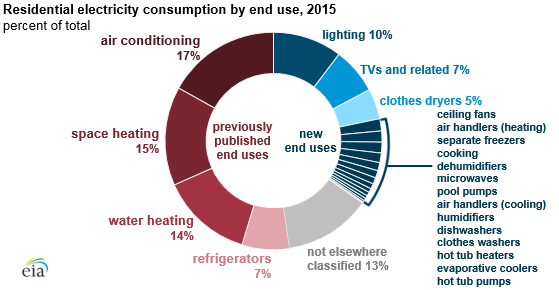 Residential electricity consumption by end use, 2015
percent of total
air conditioning
17%
space heating
15%
water heating
14%
refrigerators
7%
not elsewhere
classified 13%
previously
published
end uses
new
end uses
lighting 10%
TVs and related 7%
clothes dryers 5%
ceiling fans
air handlers (heating)
separate freezers
cooking
dehumidifiers
microwaves
pool pumps
air handlers (cooling)
humidifiers
dishwashers
clothes washers
hot tub heaters
evaporative coolers
hot tub pumps
eia